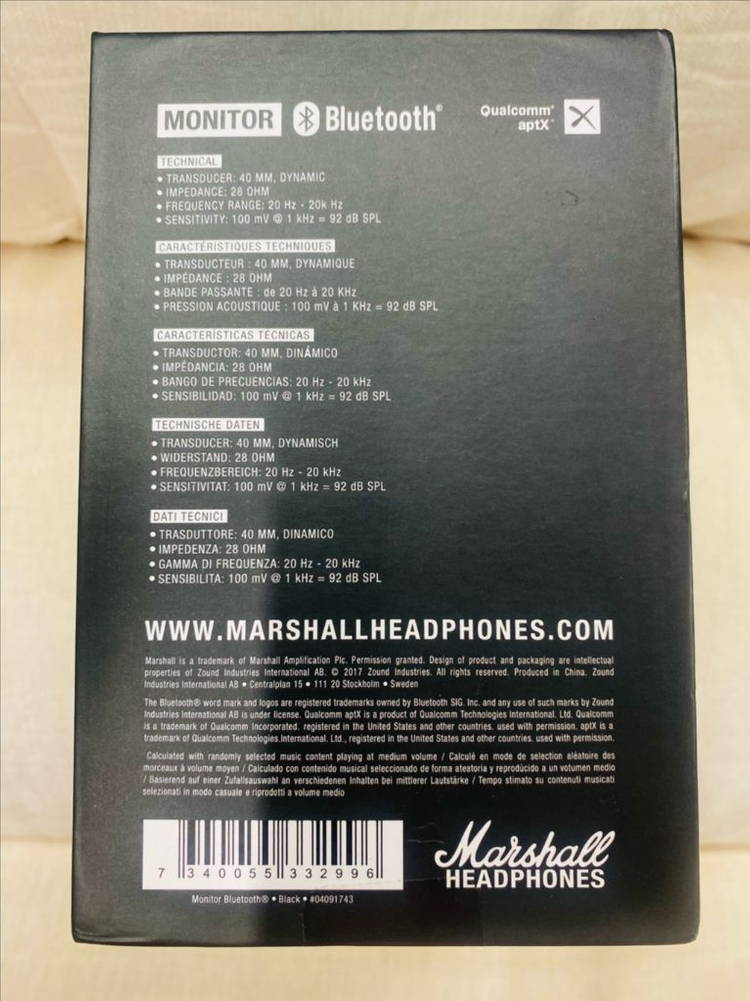 MONITOR Bluetooth® Qualcomm® aptX™
TECHNICAL
• TRANSDUCER: 40 MM, DYNAMIC
• IMPEDANCE: 28 OHM
• FREQUENCY RANGE: 20 Hz - 20k Hz
• SENSITIVITY: 100 mV @ 1 kHz = 92 dB SPL
CARACTÉRISTIQUES TECHNIQUES
• TRANSDUCTEUR : 40 MM, DYNAMIQUE
• IMPÉDANCE : 28 OHM
• BANDE PASSANTE : de 20 Hz à 20 KHz
• PRESSION ACOUSTIQUE : 100 mV à 1 KHz = 92 dB SPL
CARACTERÍSTICAS TÉCNICAS
• TRANSDUCTOR: 40 MM, DINÁMICO
• IMPÉDANCIA: 28 OHM
• BANGO DE PRECUENCIAS: 20 Hz - 20 kHz
• SENSIBILIDAD: 100 mV @ 1 kHz = 92 dB SPL
TECHNISCHE DATEN
• TRANSDUCER: 40 MM, DYNAMISCH
• WIDERSTAND: 28 OHM
• FREQUENZBEREICH: 20 Hz - 20 kHz
• SENSITIVITAT: 100 mV @ 1 kHz = 92 dB SPL
DATI TECNICI
• TRASDUTTORE: 40 MM, DINAMICO
• IMPEDENZA: 28 OHM
• GAMMA DI FREQUENZA: 20 Hz - 20 kHz
• SENSIBILITA: 100 mV @ 1 kHz = 92 dB SPL
WWW.MARSHALLHEADPHONES.COM
Marshall is a trademark of Marshall Amplification Plc. Permission granted. Design of product and packaging are intellectual
properties of Zound Industries International AB. © 2017 Zound Industries. All rights reserved. Produced in China. Zound
Industries International AB • Centralplan 15 • 111 20 Stockholm • Sweden
The Bluetooth® word mark and logos are registered trademarks owned by Bluetooth SIG. Inc. and any use of such marks by Zound
Industries International AB is under license. Qualcomm aptX is a product of Qualcomm Technologies International. Ltd. Qualcomm
is a trademark of Qualcomm Incorporated. registered in the United States and other countries. used with permission. aptX is a
trademark of Qualcomm Technologies.International. Ltd., registered in the United States and other countries. used with permission.
Calculated with randomly selected music content playing at medium volume / Calculé en mode de selection aléatoire des
morceaux à volume moyen / Calculado con contenido musical seleccionado de forma ateatoria y reproducido a un votumen medio
/ Basierend auf einer Zufallsauswahl an verschiedenen Inhalten bei mittlerer Lautstärke / Tempo stimato su contenuti musicati
selezionati in modo casuale e riprodotti a volume medio
7 340055 332996
Marshall
HEADPHONES
Monitor Bluetooth® • Black • #04091743